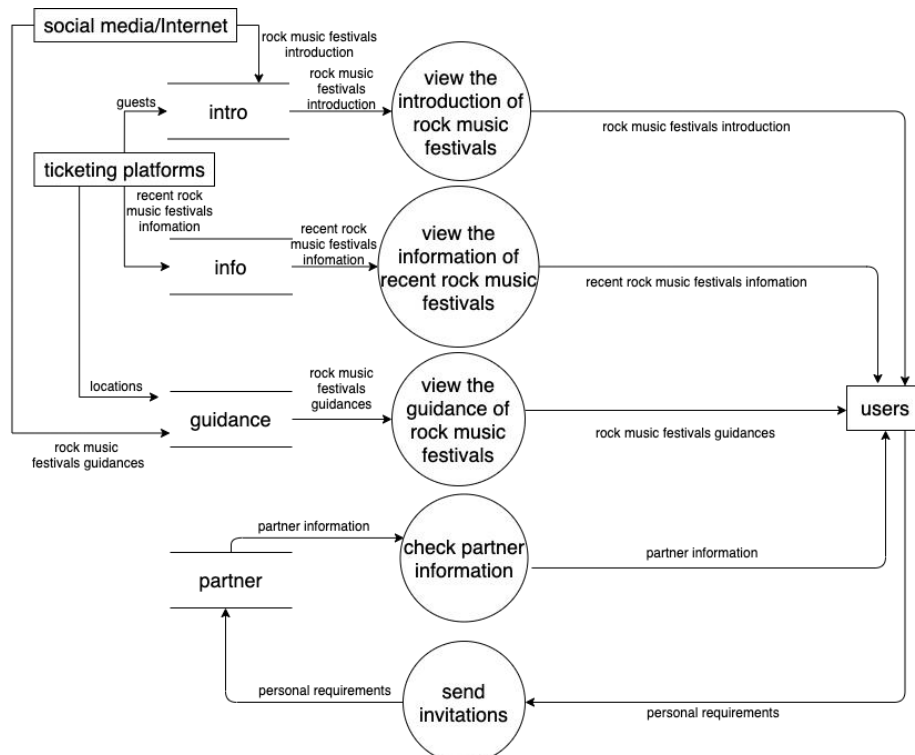 social media/Internet
rock music festivals
introduction
rock music
festivals
introduction
view the
introduction of
rock music
festivals
guests
intro
rock music festivals introduction
ticketing platforms
recent rock
music festivals
infomation
recent rock
music festivals
infomation
view the
information of
recent rock music
festivals
info
recent rock music festivals infomation
locations
rock music
festivals
guidances
view the
guidance of
rock music
festivals
guidance
users
rock music festivals guidances
rock music
festivals guidances
partner information
check partner
information
partner information
partner
personal requirements
send
invitations
personal requirements